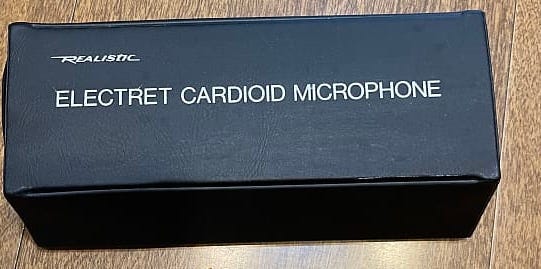 REALISTIC
ELECTRET CARDIOID MICROPHONE